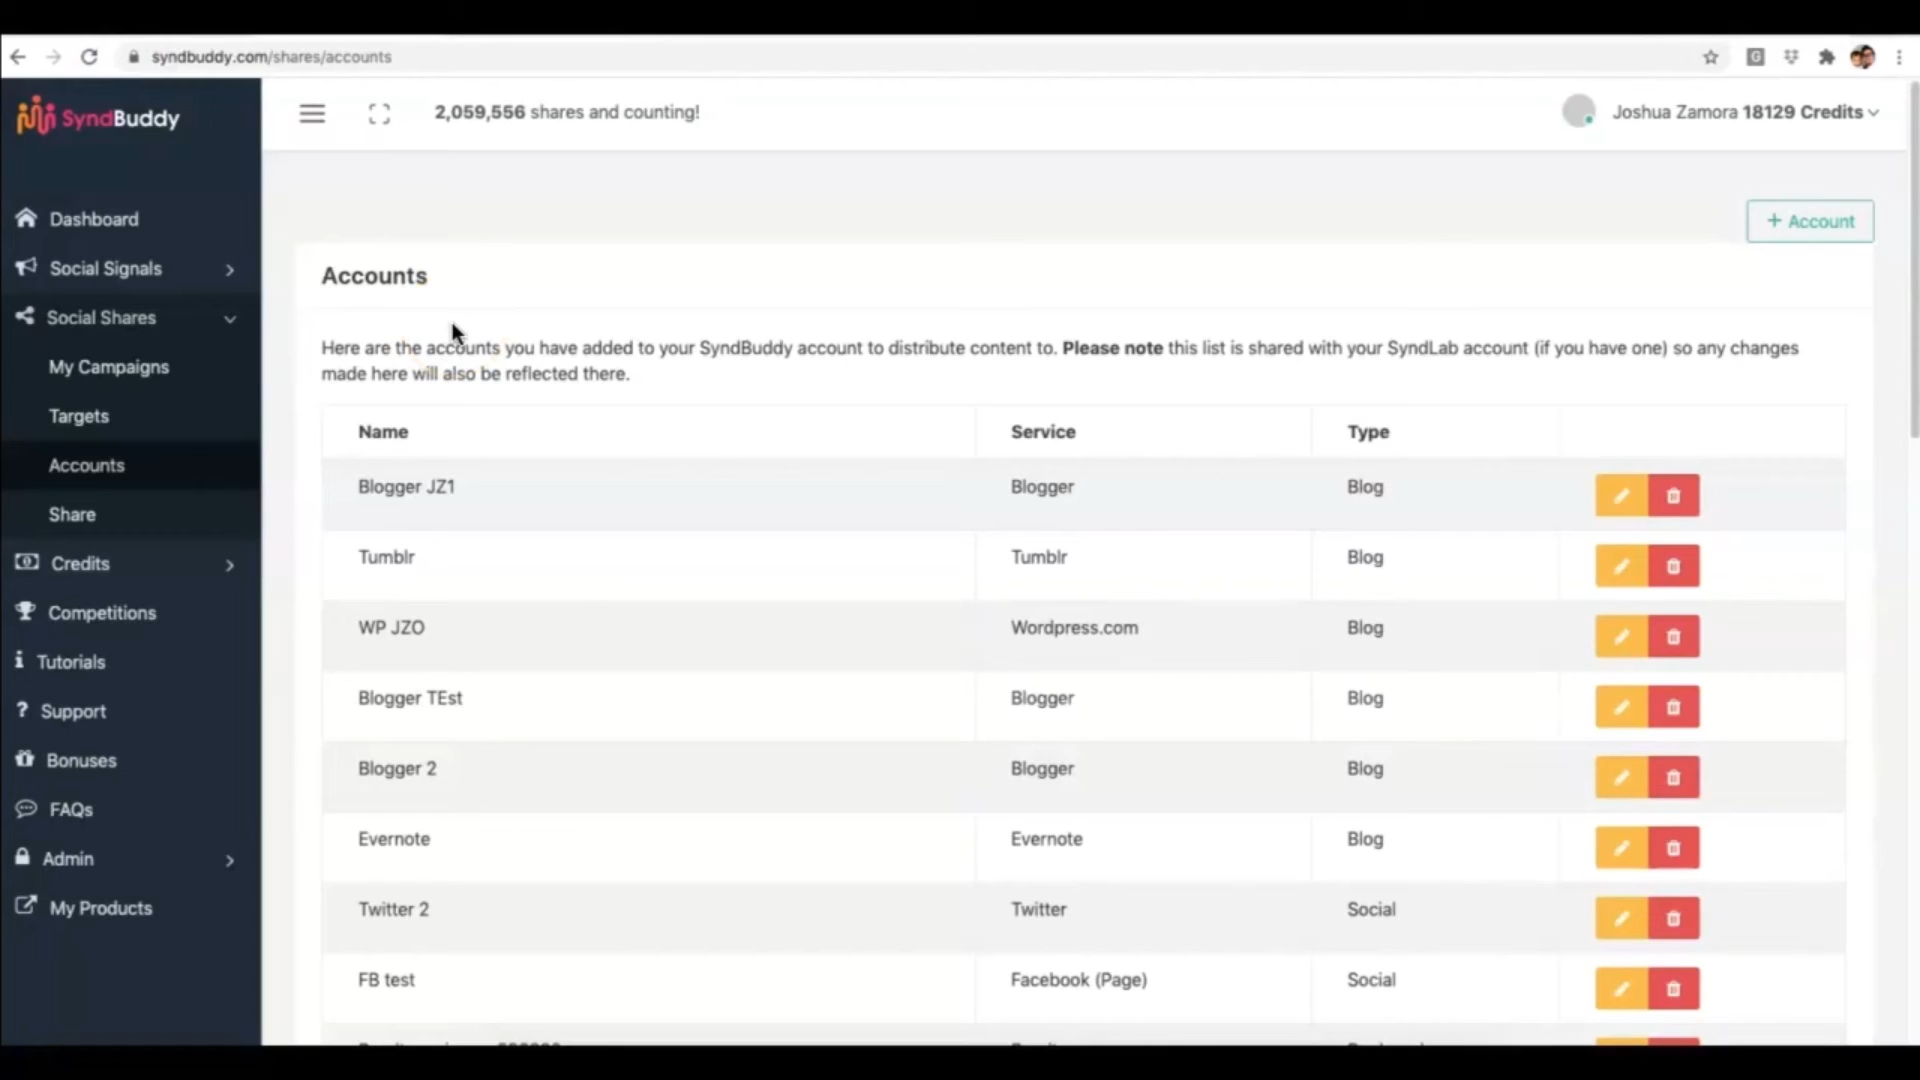 syndbuddy.com/shares/accounts
SyndBuddy
2,059,556 shares and counting!
Joshua Zamora 18129 Credits
Dashboard
Social Signals
Social Shares
My Campaigns
Targets
Accounts
Share
Credits
Competitions
Tutorials
Support
Bonuses
FAQs
Admin
My Products
+ Account
Accounts
Here are the accounts you have added to your SyndBuddy account to distribute content to. Please note this list is shared with your SyndLab account (if you have one) so any changes
made here will also be reflected there.
Name Service Type
Blogger JZ1 Blogger Blog
Tumblr Tumblr Blog
WP JZO Wordpress.com Blog
Blogger TEst Blogger Blog
Blogger 2 Blogger Blog
Evernote Evernote Blog
Twitter 2 Twitter Social
FB test Facebook (Page) Social